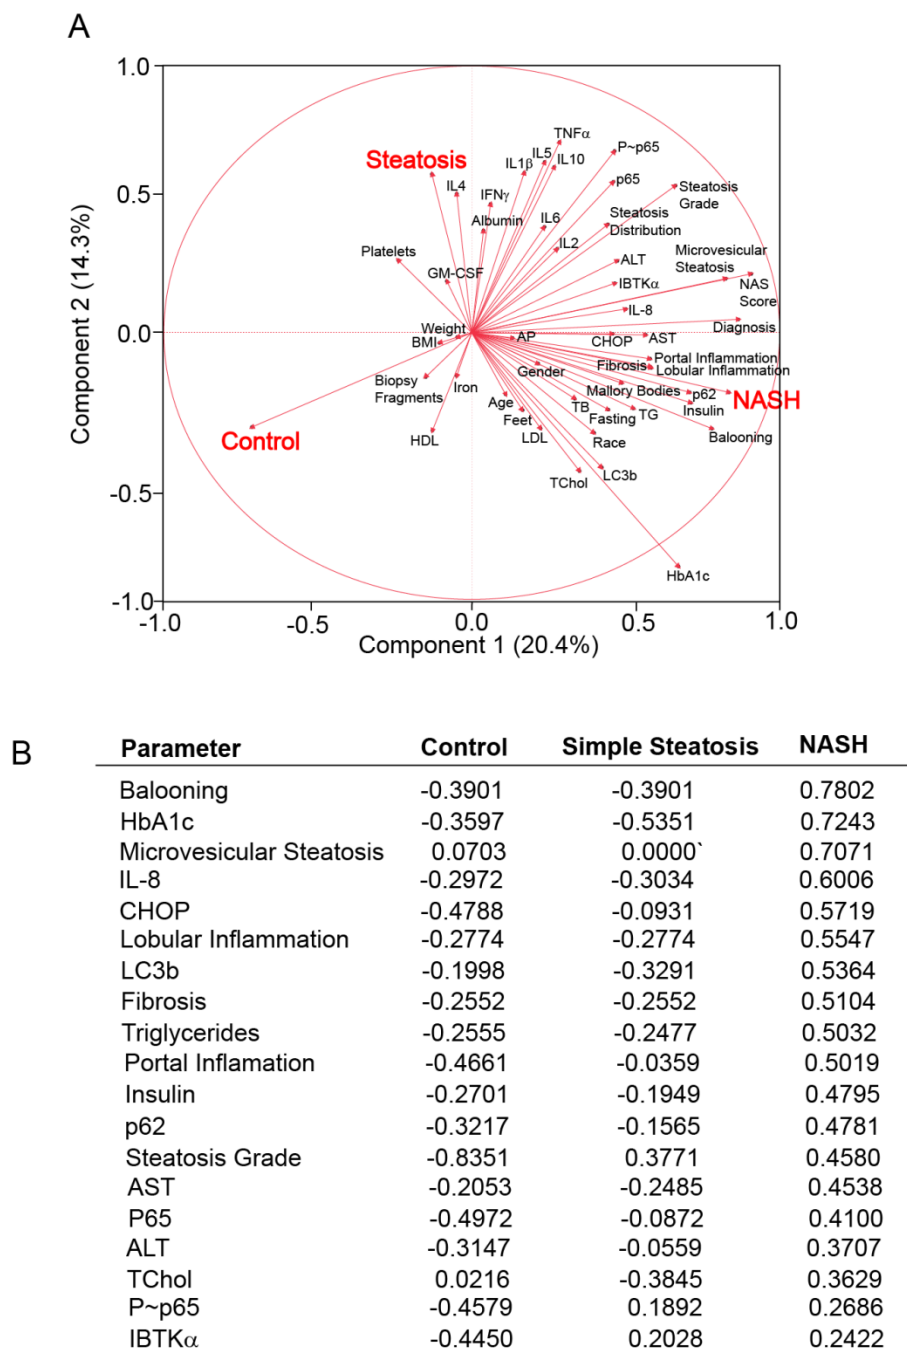 A
1.0
0.5
0.0
-0.5
-1.0
Component 2 (14.3%)
TNFα
P~p65
IL5
IL1β
IL10
Steatosis
p65
IL4
IFNγ
Steatosis
Grade
Albumin
IL6
Steatosis
Distribution
Platelets
IL2
Microvesicular
Steatosis
ALT
GM-CSF
IBTKα
NAS
Score
IL-8
Weight
Diagnosis
BMI
AP
CHOP
AST
Portal Inflammation
Fibrosis
Lobular Inflammation
Gender
Biopsy
Fragments
Iron
Mallory Bodies
p62
NASH
Age
TB
Insulin
Feet
Fasting
TG
Control
HDL
LDL
Race
Balooning
TChol
LC3b
HbA1c
-1.0
-0.5
0.0
0.5
1.0
Component 1 (20.4%)
B
Parameter Control Simple Steatosis NASH
Balooning -0.3901 -0.3901 0.7802
HbA1c -0.3597 -0.5351 0.7243
Microvesicular Steatosis 0.0703 0.0000` 0.7071
IL-8 -0.2972 -0.3034 0.6006
CHOP -0.4788 -0.0931 0.5719
Lobular Inflammation -0.2774 -0.2774 0.5547
LC3b -0.1998 -0.3291 0.5364
Fibrosis -0.2552 -0.2552 0.5104
Triglycerides -0.2555 -0.2477 0.5032
Portal Inflamation -0.4661 -0.0359 0.5019
Insulin -0.2701 -0.1949 0.4795
p62 -0.3217 -0.1565 0.4781
Steatosis Grade -0.8351 0.3771 0.4580
AST -0.2053 -0.2485 0.4538
P65 -0.4972 -0.0872 0.4100
ALT -0.3147 -0.0559 0.3707
TChol 0.0216 -0.3845 0.3629
P~p65 -0.4579 0.1892 0.2686
IBTKα -0.4450 0.2028 0.2422